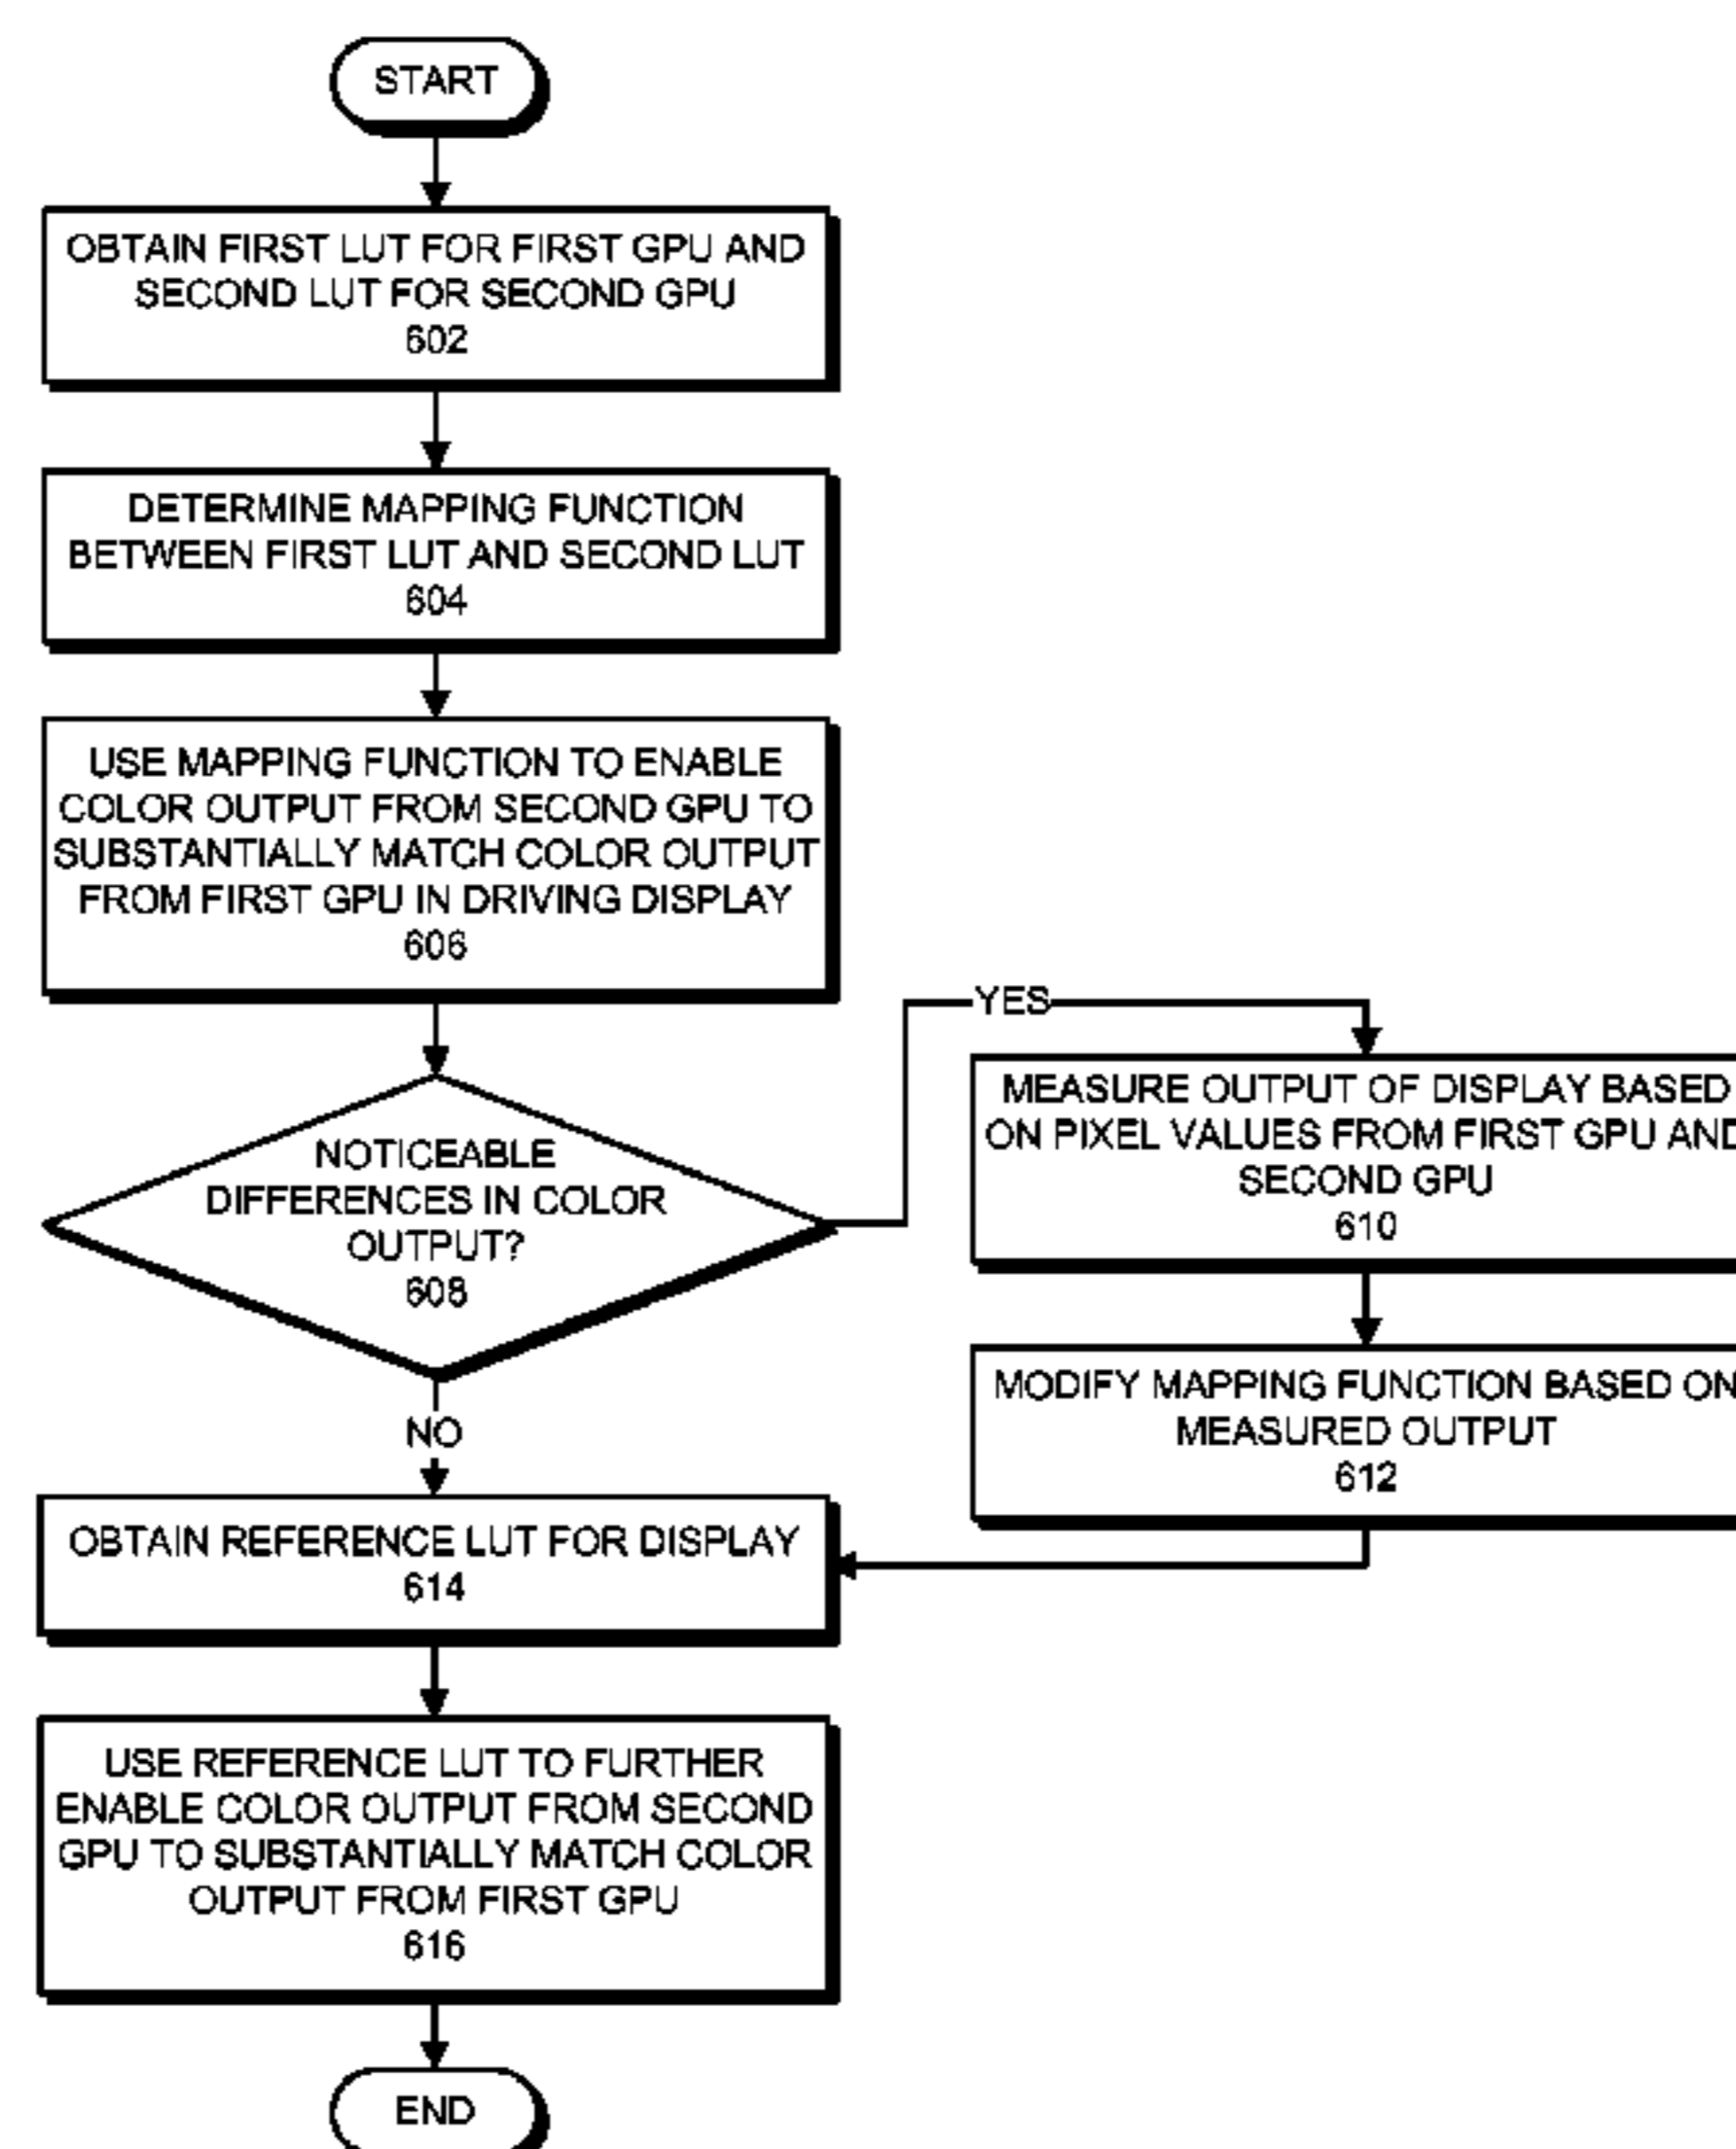 START
OBTAIN FIRST LUT FOR FIRST GPU AND
SECOND LUT FOR SECOND GPU
602
DETERMINE MAPPING FUNCTION
BETWEEN FIRST LUT AND SECOND LUT
604
USE MAPPING FUNCTION TO ENABLE
COLOR OUTPUT FROM SECOND GPU TO
SUBSTANTIALLY MATCH COLOR OUTPUT
FROM FIRST GPU IN DRIVING DISPLAY
606
NOTICEABLE
DIFFERENCES IN COLOR
OUTPUT?
608
YES
MEASURE OUTPUT OF DISPLAY BASED
ON PIXEL VALUES FROM FIRST GPU AND
SECOND GPU
610
MODIFY MAPPING FUNCTION BASED ON
MEASURED OUTPUT
612
NO
OBTAIN REFERENCE LUT FOR DISPLAY
614
USE REFERENCE LUT TO FURTHER
ENABLE COLOR OUTPUT FROM SECOND
GPU TO SUBSTANTIALLY MATCH COLOR
OUTPUT FROM FIRST GPU
616
END